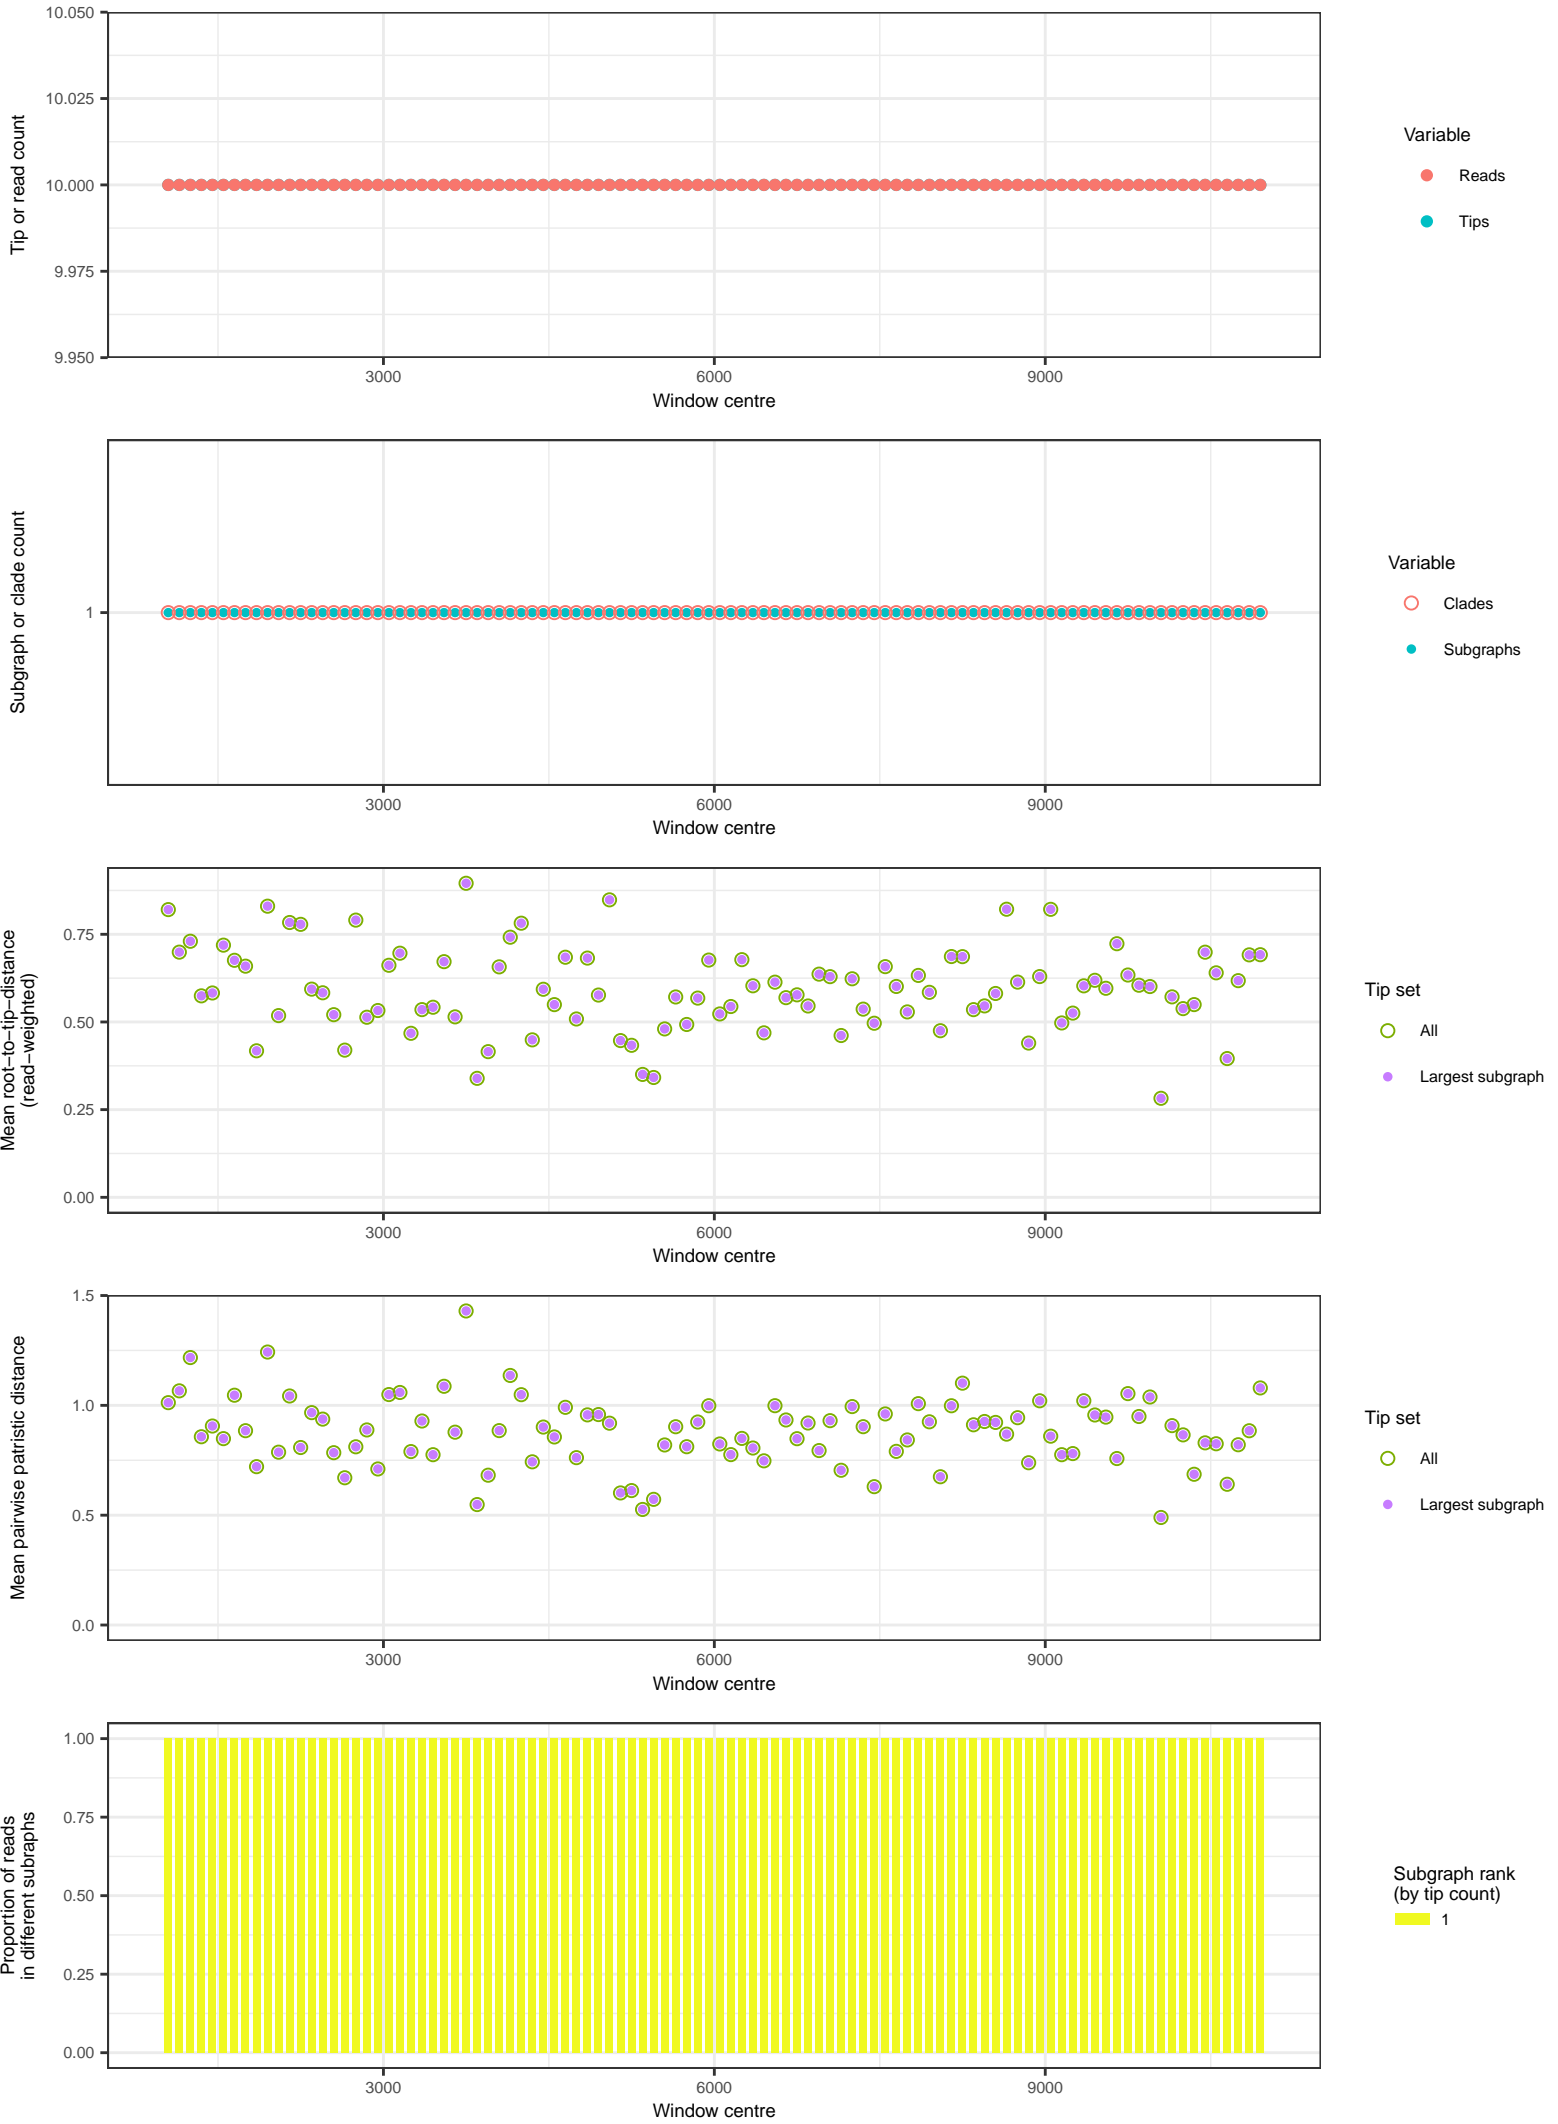 10.050
10.025
10.000
9.975
9.950
Tip or read count
3000
6000
9000
Window centre
Variable
Reads
Tips
1
Subgraph or clade count
3000
6000
9000
Window centre
Variable
Clades
Subgraphs
0.75
0.50
0.25
0.00
Mean root−to−tip−distance
(read−weighted)
3000
6000
9000
Window centre
Tip set
All
Largest subgraph
1.5
1.0
0.5
0.0
Mean pairwise patristic distance
3000
6000
9000
Window centre
Tip set
All
Largest subgraph
1.00
0.75
0.50
0.25
0.00
Proportion of reads
in different subraphs
3000
6000
9000
Window centre
Subgraph rank
(by tip count)
1